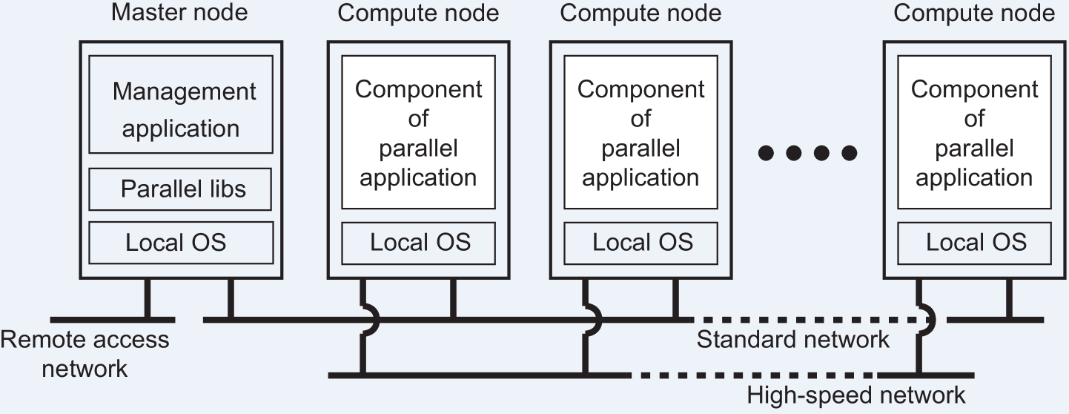 Master node
Compute node
Compute node
Compute node
Management
application
Parallel libs
Local OS
Component
of
parallel
application
Local OS
Component
of
parallel
application
Local OS
Component
of
parallel
application
Local OS
Remote access
network
Standard network
High-speed network